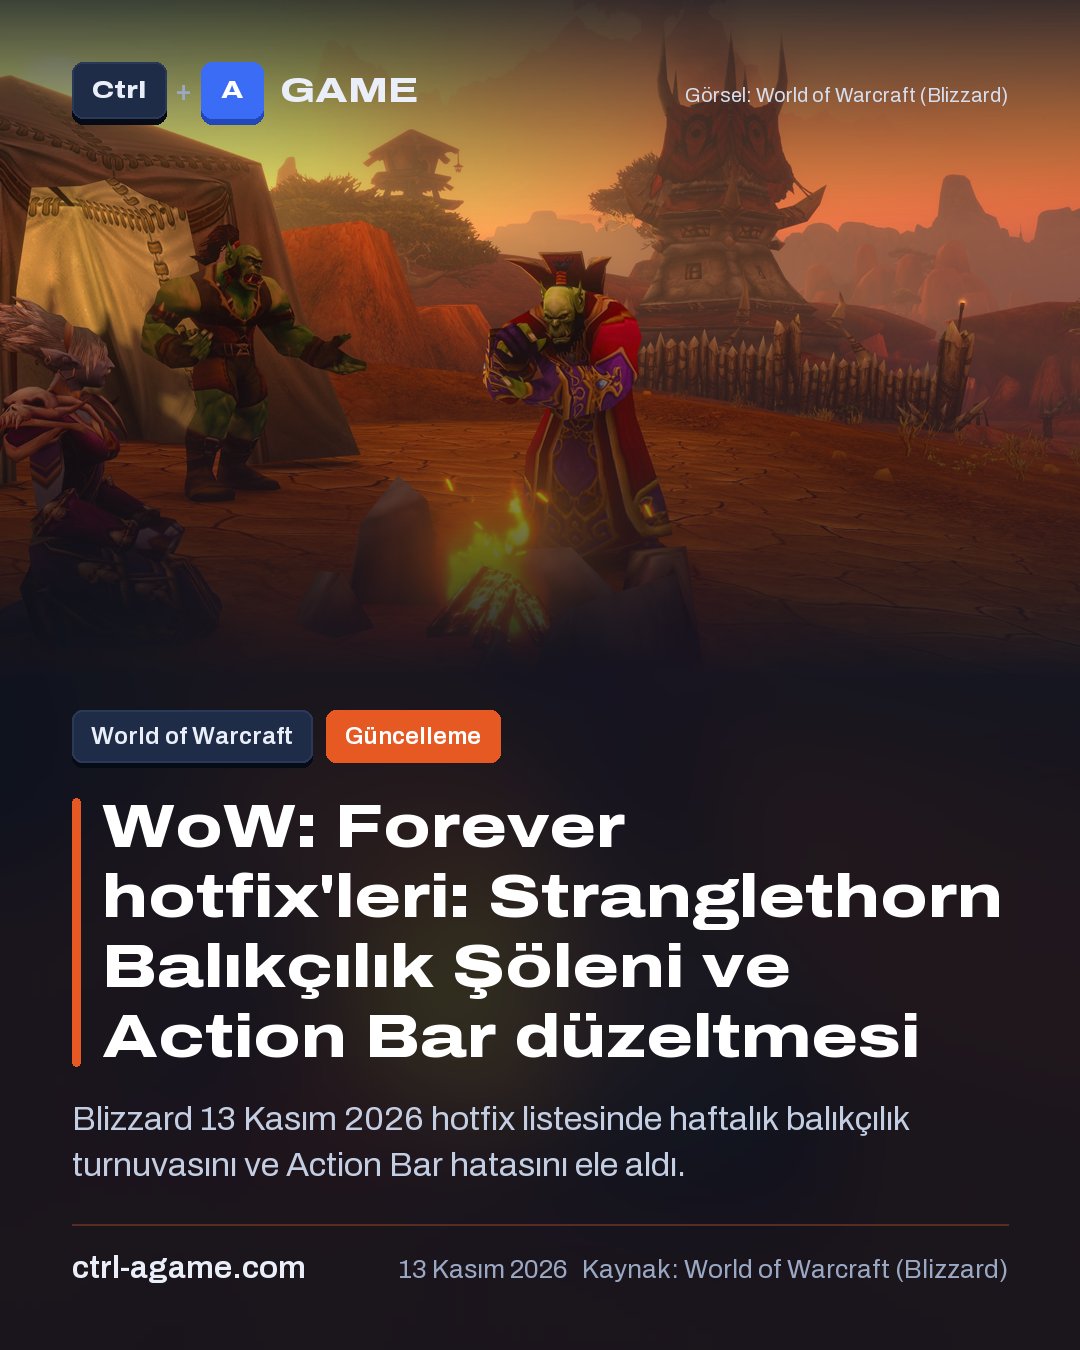 Ctrl + A GAME
Görsel: World of Warcraft (Blizzard)
World of Warcraft
Güncelleme
WoW: Forever
hotfix'leri: Stranglethorn
Balıkçılık Şöleni ve
Action Bar düzeltmesi
Blizzard 13 Kasım 2026 hotfix listesinde haftalık balıkçılık
turnuvasını ve Action Bar hatasını ele aldı.
ctrl-agame.com
13 Kasım 2026 Kaynak: World of Warcraft (Blizzard)